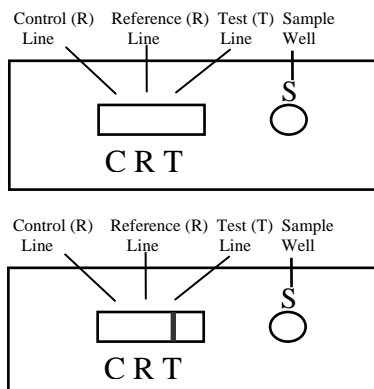 Control (R) Reference (R) Test (T) Sample
Line Line Line Well
S
C R T
Control (R) Reference (R) Test (T) Sample
Line Line Line Well
S
C R T